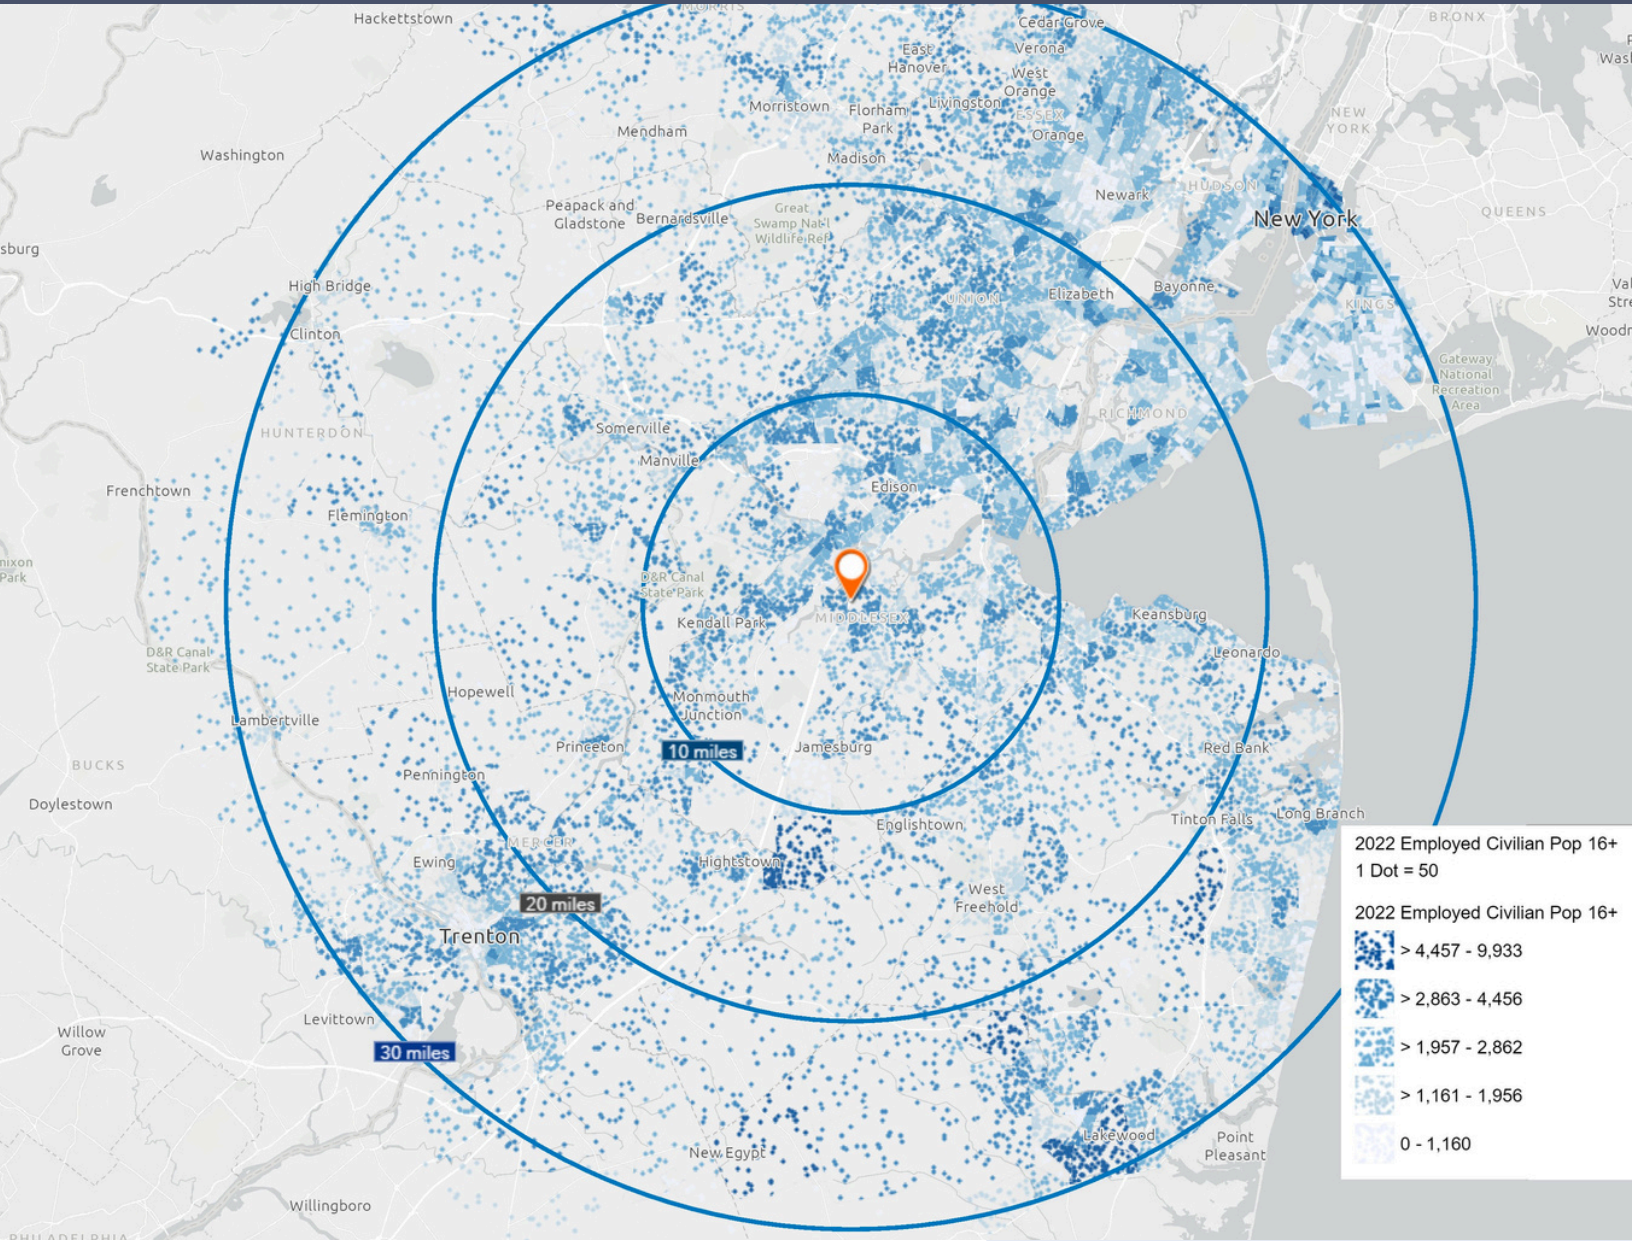 Hackettstown
MORRIS
Cedar Grove
BRONX
East
Hanover
Verona
West
Orange
Morristown
Florham
Park
Livingston
ESSEX
Orange
NEW
YORK
Mendham
Washington
Madison
Newark
HUDSON
New York
QUEENS
Peapack and
Gladstone
Bernardsville
Great
Swamp Nat'l
Wildlife Ref
sburg
High Bridge
UNION
Elizabeth
Bayonne
KINGS
Clinton
Gateway
National
Recreation
Area
HUNTERDON
Somerville
RICHMOND
Manville
Frenchtown
Edison
Flemington
nixon
Park
D&R Canal
State Park
Kendall Park
MIDDLESEX
Keansburg
D&R Canal
State Park
Leonardo
Hopewell
Monmouth
Junction
Lambertville
Princeton
10 miles
Jamesburg
Red Bank
BUCKS
Pennington
Doylestown
Englishtown
Tinton Falls
Long Branch
MERCER
Ewing
Hightstown
West
Freehold
20 miles
Trenton
Levittown
Willow
Grove
30 miles
New Egypt
Lakewood
Point
Pleasant
Willingboro
PHILADELPHIA
2022 Employed Civilian Pop 16+
1 Dot = 50
2022 Employed Civilian Pop 16+
> 4,457 - 9,933
> 2,863 - 4,456
> 1,957 - 2,862
> 1,161 - 1,956
0 - 1,160